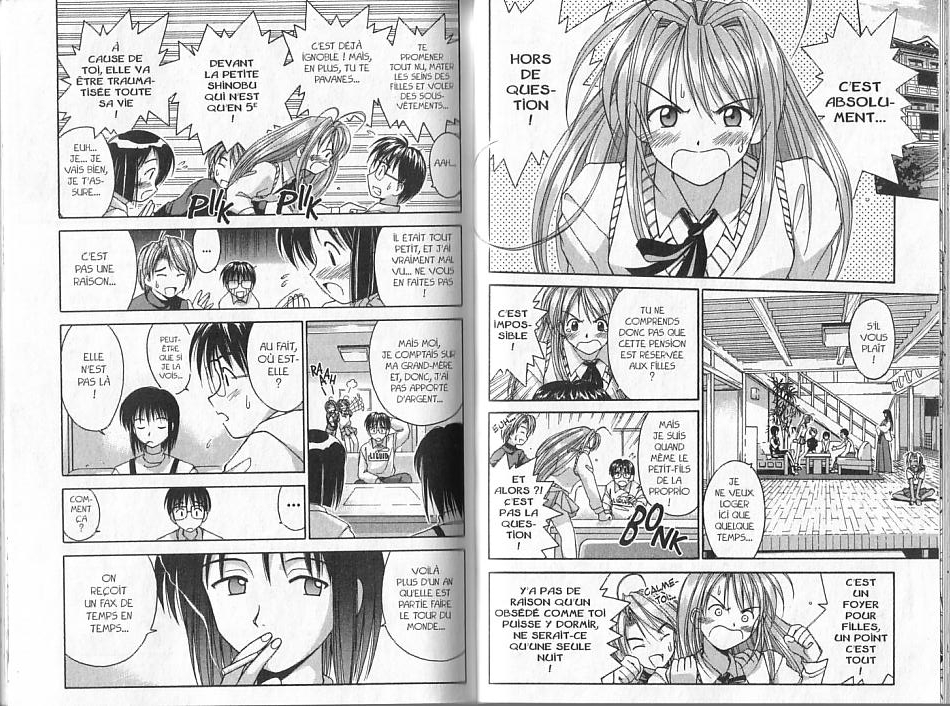 C'EST
ABSOLU-
MENT...
HORS
DE
QUES-
TION
!
S'IL
VOUS
PLAÎT
!
JE
NE VEUX
LOGER
ICI QUE
QUELQUE
TEMPS...
TU NE
COMPRENDS
DONC PAS QUE
CETTE PENSION
EST RÉSERVÉE
AUX FILLES
?
C'EST
IMPOS-
SIBLE
!
MAIS
JE SUIS
QUAND
MÊME LE
PETIT-FILS
DE LA
PROPRIO
!
EUH...
ET
ALORS ?!
C'EST
PAS LA
QUES-
TION
!
BONK
C'EST
UN FOYER
POUR
FILLES,
UN POINT
C'EST
TOUT
!
CALME-
TOI...
Y'A PAS DE
RAISON QU'UN
OBSÉDÉ COMME TOI
PUISSE Y DORMIR,
NE SERAIT-CE
QU'UNE SEULE
NUIT
!
TE
PROMENER
TOUT NU, MATER
LES SEINS DES
FILLES ET VOLER
DES SOUS-
VÊTEMENTS...
C'EST DÉJÀ
IGNOBLE ! MAIS,
EN PLUS, TU TE
PAVANES...
DEVANT
LA PETITE
SHINOBU
QUI N'EST
QU'EN 5E
!
À
CAUSE DE
TOI, ELLE VA
ÊTRE TRAUMA-
TISÉE TOUTE
SA VIE
!
AAH...
PIIK
PIIK
EUH...
JE... JE
VAIS BIEN,
JE T'AS-
SURE...
IL ETAIT TOUT
PETIT, ET J'AI
VRAIMENT MAL
VU... NE VOUS
EN FAITES PAS
!
...
C'EST
PAS UNE
RAISON...
MAIS MOI,
JE COMPTAIS SUR
MA GRAND-MÈRE
ET, DONC, J'AI
PAS APPORTÉ
D'ARGENT...
RAAAH
AU FAIT,
OÙ EST-
ELLE ?
PEUT-
ÊTRE QUE SI
JE LA
VOIS...
ELLE
N'EST
PAS LÀ
!
...
COM-
MENT
ÇA
?
VOILÀ
PLUS D'UN AN
QU'ELLE EST
PARTIE FAIRE
LE TOUR DU
MONDE...
ON
REÇOIT
UN FAX DE
TEMPS EN
TEMPS...